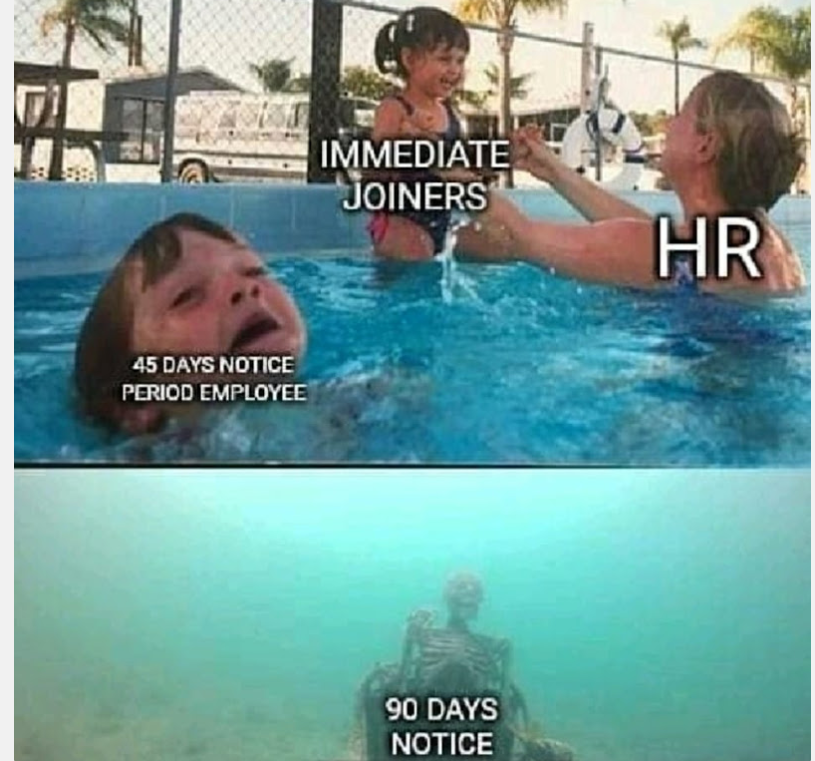 IMMEDIATE
JOINERS
HR
45 DAYS NOTICE
PERIOD EMPLOYEE
90 DAYS
NOTICE